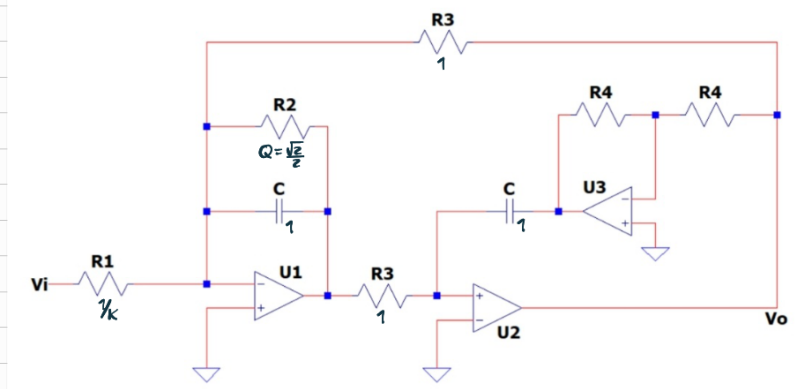 R3
1
R4
R4
R2
Q=√2/2
C
1
C
1
U3
-
+
R1
Vi
1/K
U1
-
+
R3
1
+
-
U2
Vo